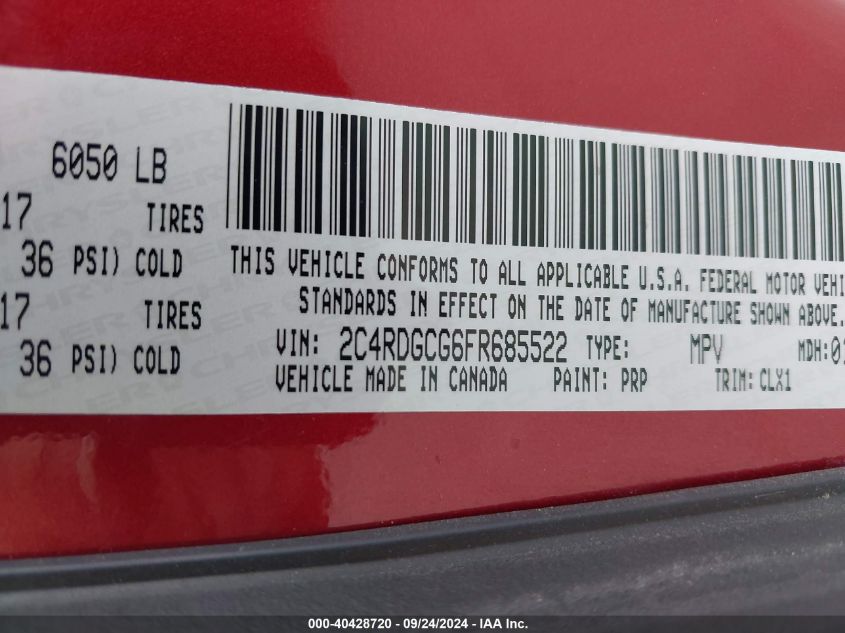 6050 LB
17 TIRES
36 PSI) COLD
17 TIRES
36 PSI) COLD
THIS VEHICLE CONFORMS TO ALL APPLICABLE U.S.A. FEDERAL MOTOR VEHI
STANDARDS IN EFFECT ON THE DATE OF MANUFACTURE SHOWN ABOVE.
VIN: 2C4RDGCG6FR685522 TYPE: MPV MDH:01
VEHICLE MADE IN CANADA PAINT: PRP TRIM: CLX1
000-40428720 - 09/24/2024 - IAA Inc.